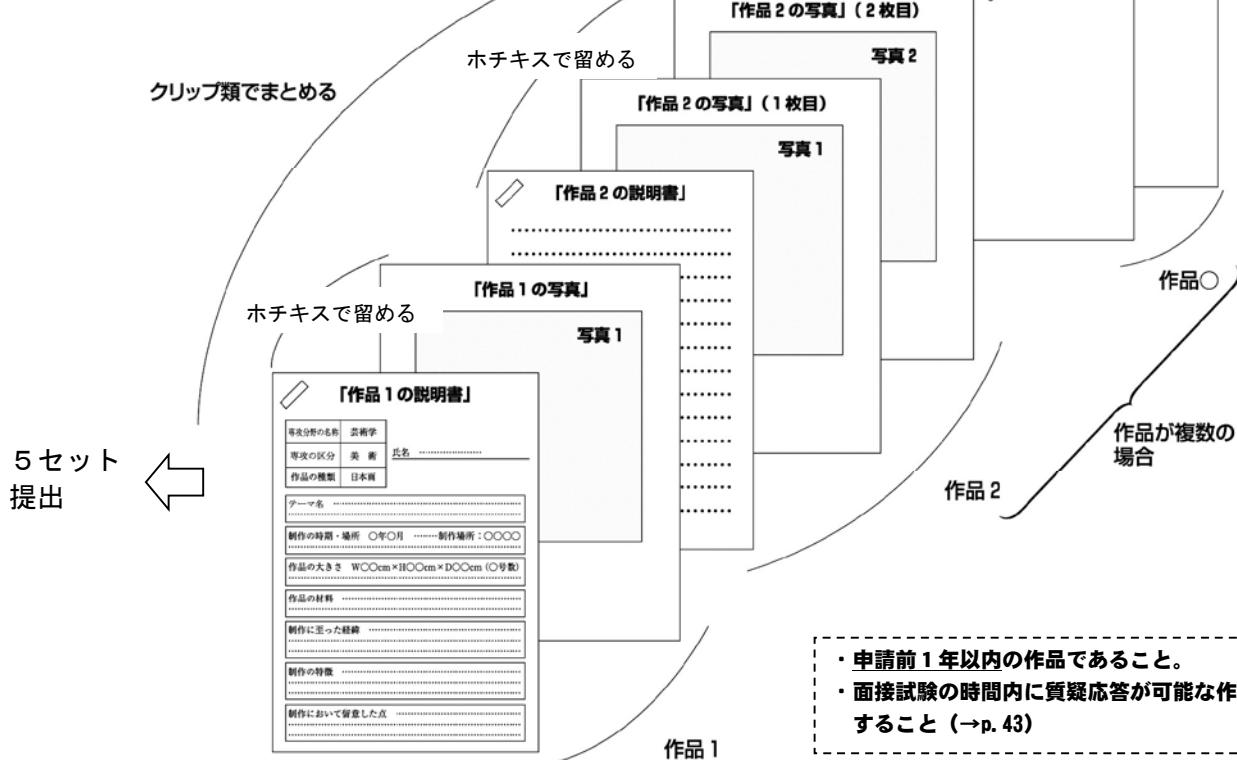 「作品２の写真」（２枚目）
写真２
ホチキスで留める
クリップ類でまとめる
「作品２の写真」（１枚目）
写真１
「作品２の説明書」
作品○
「作品１の写真」
ホチキスで留める
写真１
「作品１の説明書」
専攻分野の名称 芸術学
専攻の区分 美 術
氏名
作品の種類 日本画
作品が複数の
場合
５セット
提出
作品２
テーマ名
制作の時期・場所 ○年○月 ………制作場所：○○○○
作品の大きさ W○○cm×H○○cm×D○○cm（○号数）
作品の材料
制作に至った経緯
制作の特徴
制作において留意した点
・申請前１年以内の作品であること。
・面接試験の時間内に質疑応答が可能な作
すること（→p.43）
作品１